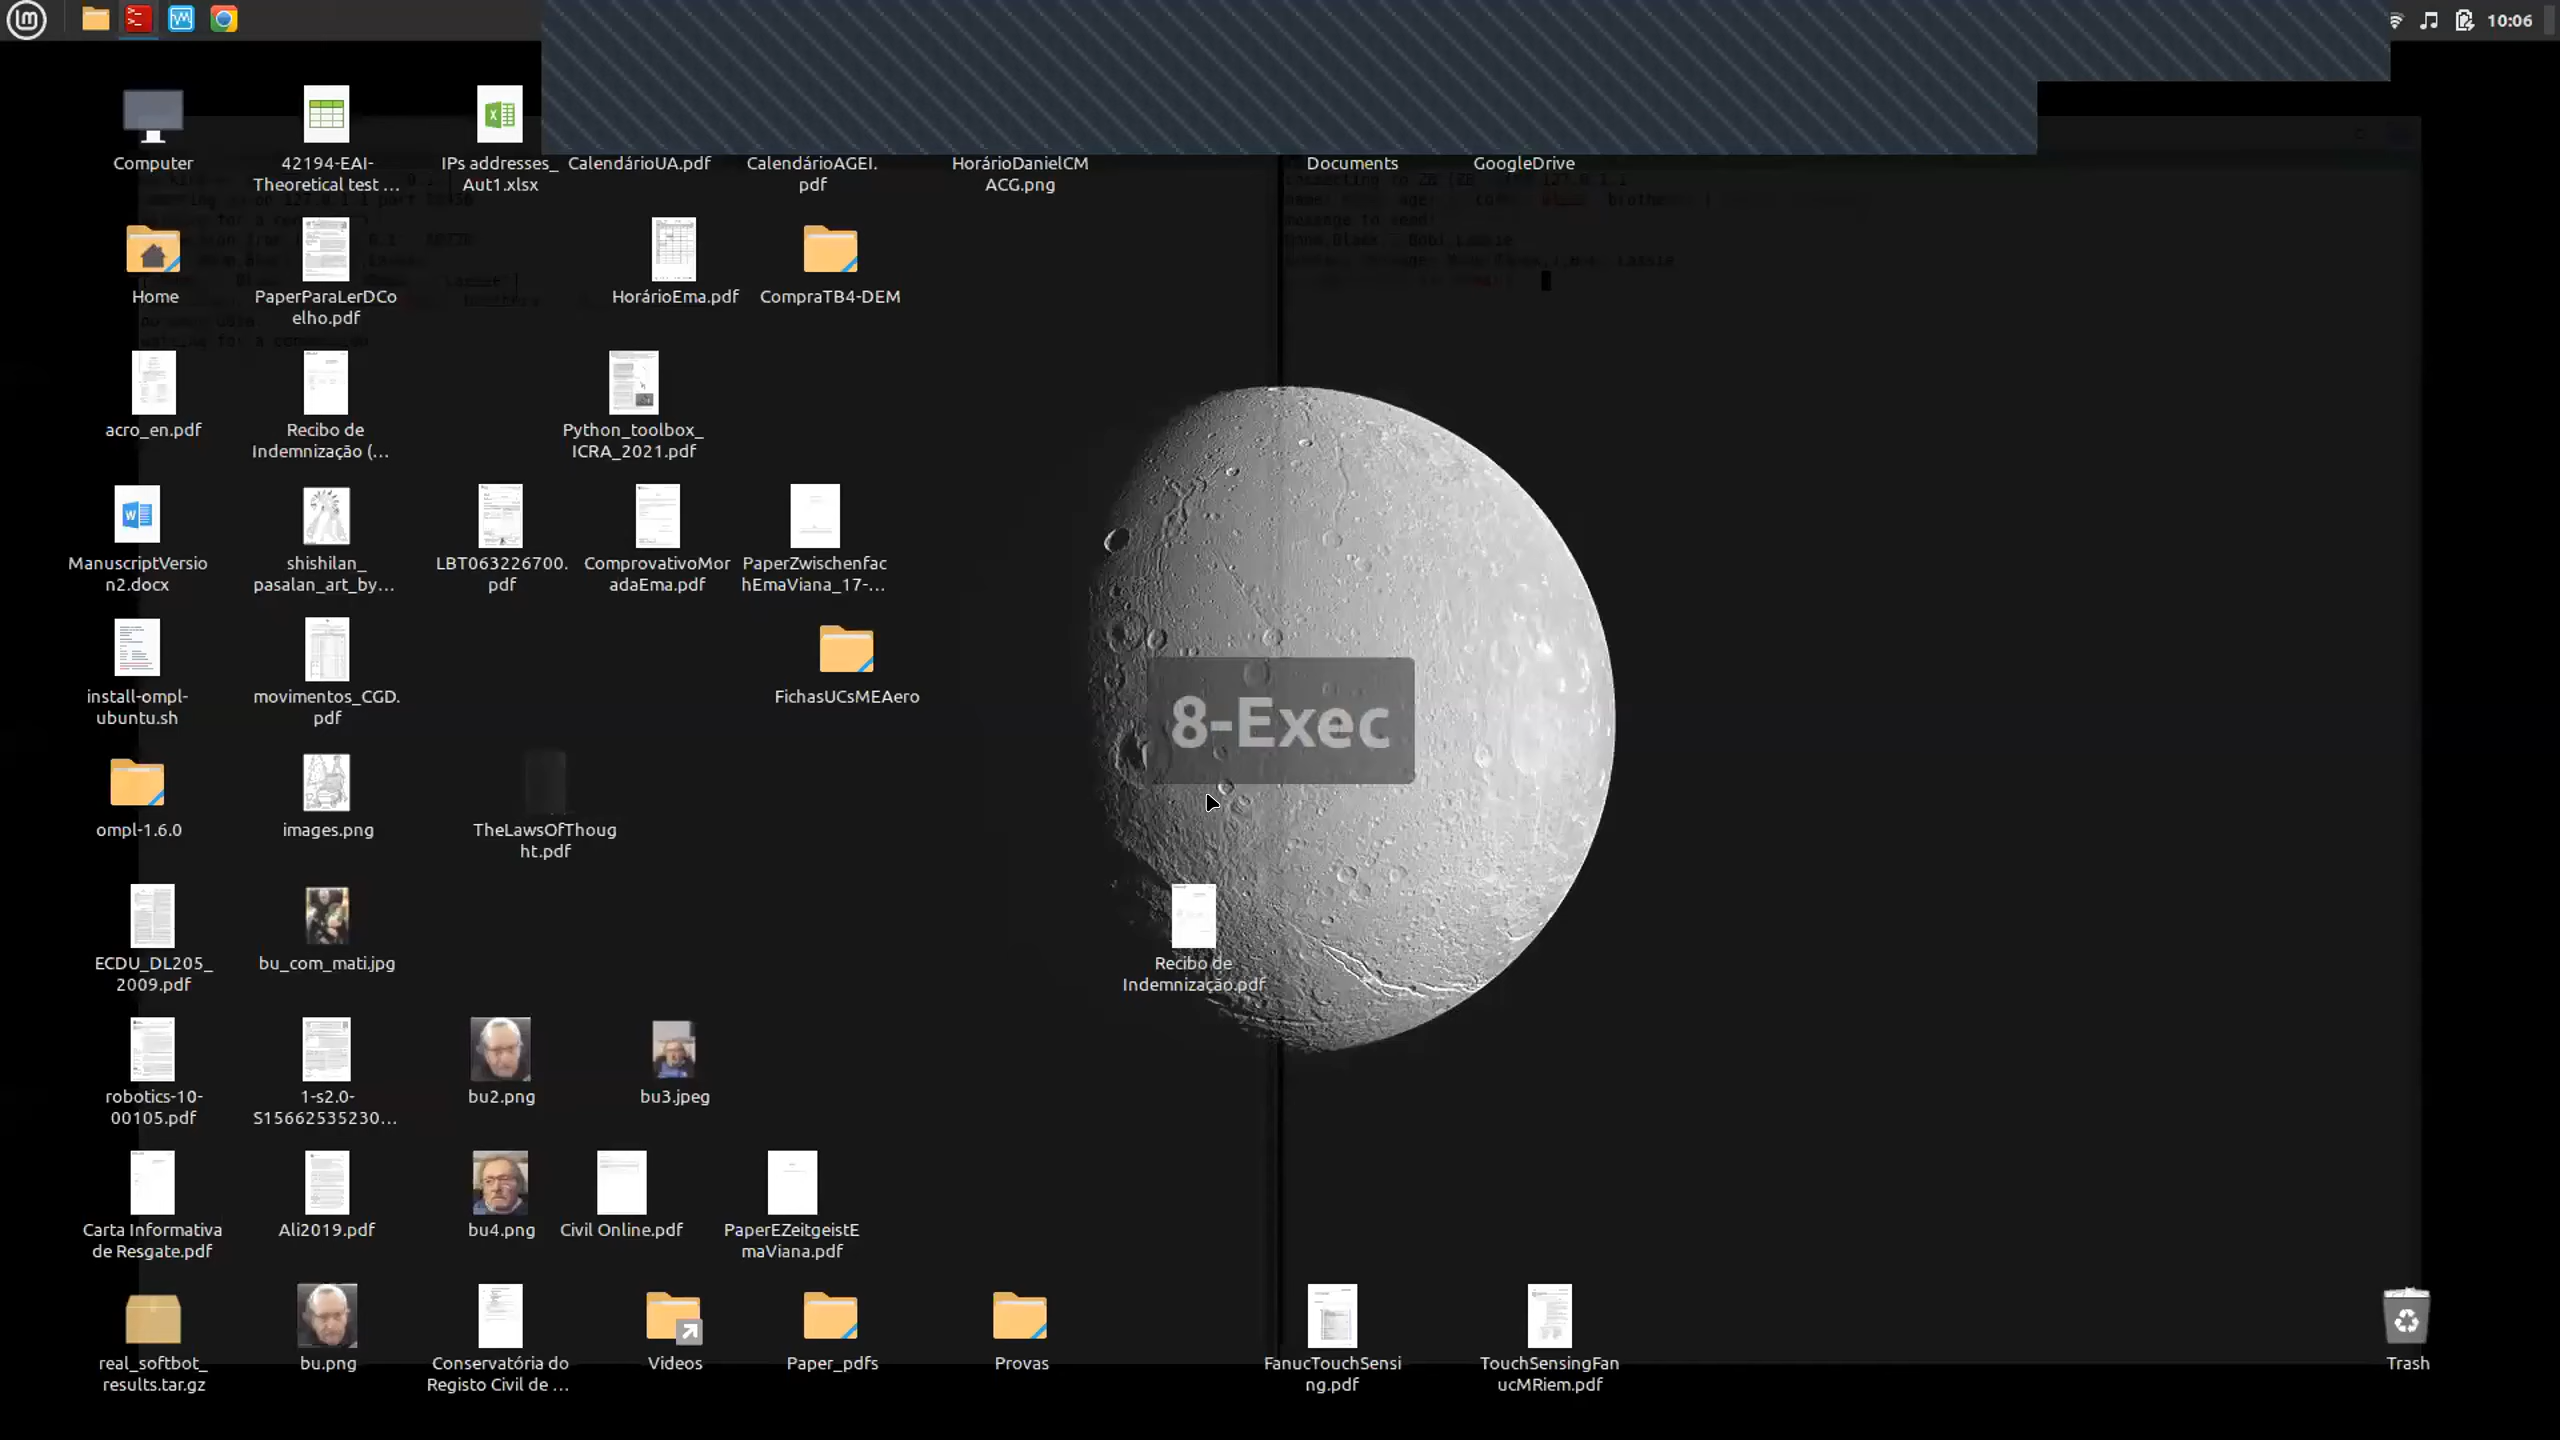 10:06
Computer
42194-EAI-
Theoretical test ...
IPs addresses_
Aut1.xlsx
CalendárioUA.pdf
CalendárioAGEI.
pdf
HorárioDanielCM
ACG.png
Documents
GoogleDrive
Home
PaperParaLerDCo
elho.pdf
HorárioEma.pdf
CompraTB4-DEM
acro_en.pdf
Recibo de
Indemnização (...
Python_toolbox_
ICRA_2021.pdf
ManuscriptVersio
n2.docx
shishilan_
pasalan_art_by...
LBT063226700.
pdf
ComprovativoMor
adaEma.pdf
PaperZwischenfac
hEmaViana_17-...
install-ompl-
ubuntu.sh
movimentos_CGD.
pdf
FichasUCsMEAero
8-Exec
ompl-1.6.0
images.png
TheLawsOfThoug
ht.pdf
ECDU_DL205_
2009.pdf
bu_com_mati.jpg
Recibo de
Indemnização.pdf
robotics-10-
00105.pdf
1-s2.0-
S15662535230...
bu2.png
bu3.jpeg
Carta Informativa
de Resgate.pdf
Ali2019.pdf
bu4.png
Civil Online.pdf
PaperEZeitgeistE
maViana.pdf
real_softbot_
results.tar.gz
bu.png
Conservatória do
Registo Civil de ...
Videos
Paper_pdfs
Provas
FanucTouchSensi
ng.pdf
TouchSensingFan
ucMRiem.pdf
Trash